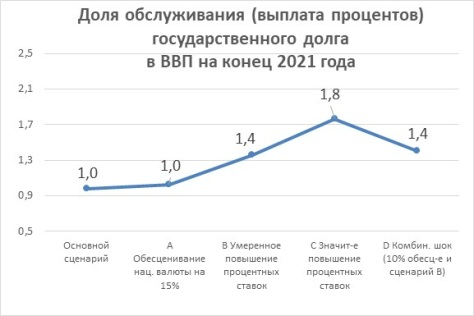 Доля обслуживания (выплата процентов)
государственного долга
в ВВП на конец 2021 года
2,5
2,1
1,7
1,3
0,9
0,5
1,0
1,0
1,4
1,8
1,4
Основной
сценарий
A
Обесценивание
нац. валюты на
15%
B Умеренное
повышение
процентных
ставок
C Значит-е
повышение
процентных
ставок
D Комбин. шок
(10% обесц-е и
сценарий B)